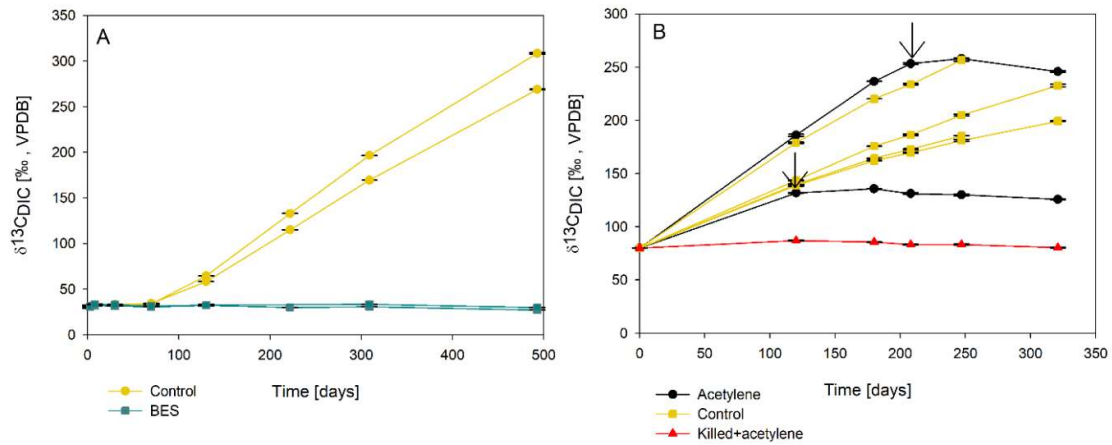 A
δ13CDIC [‰ , VPDB]
350
300
250
200
150
100
50
0
0 100 200 300 400 500
Time [days]
Control
BES
B
δ13CDIC [‰ , VPDB]
300
250
200
150
100
50
0
0 50 100 150 200 250 300 350
Time [days]
Acetylene
Control
Killed+acetylene